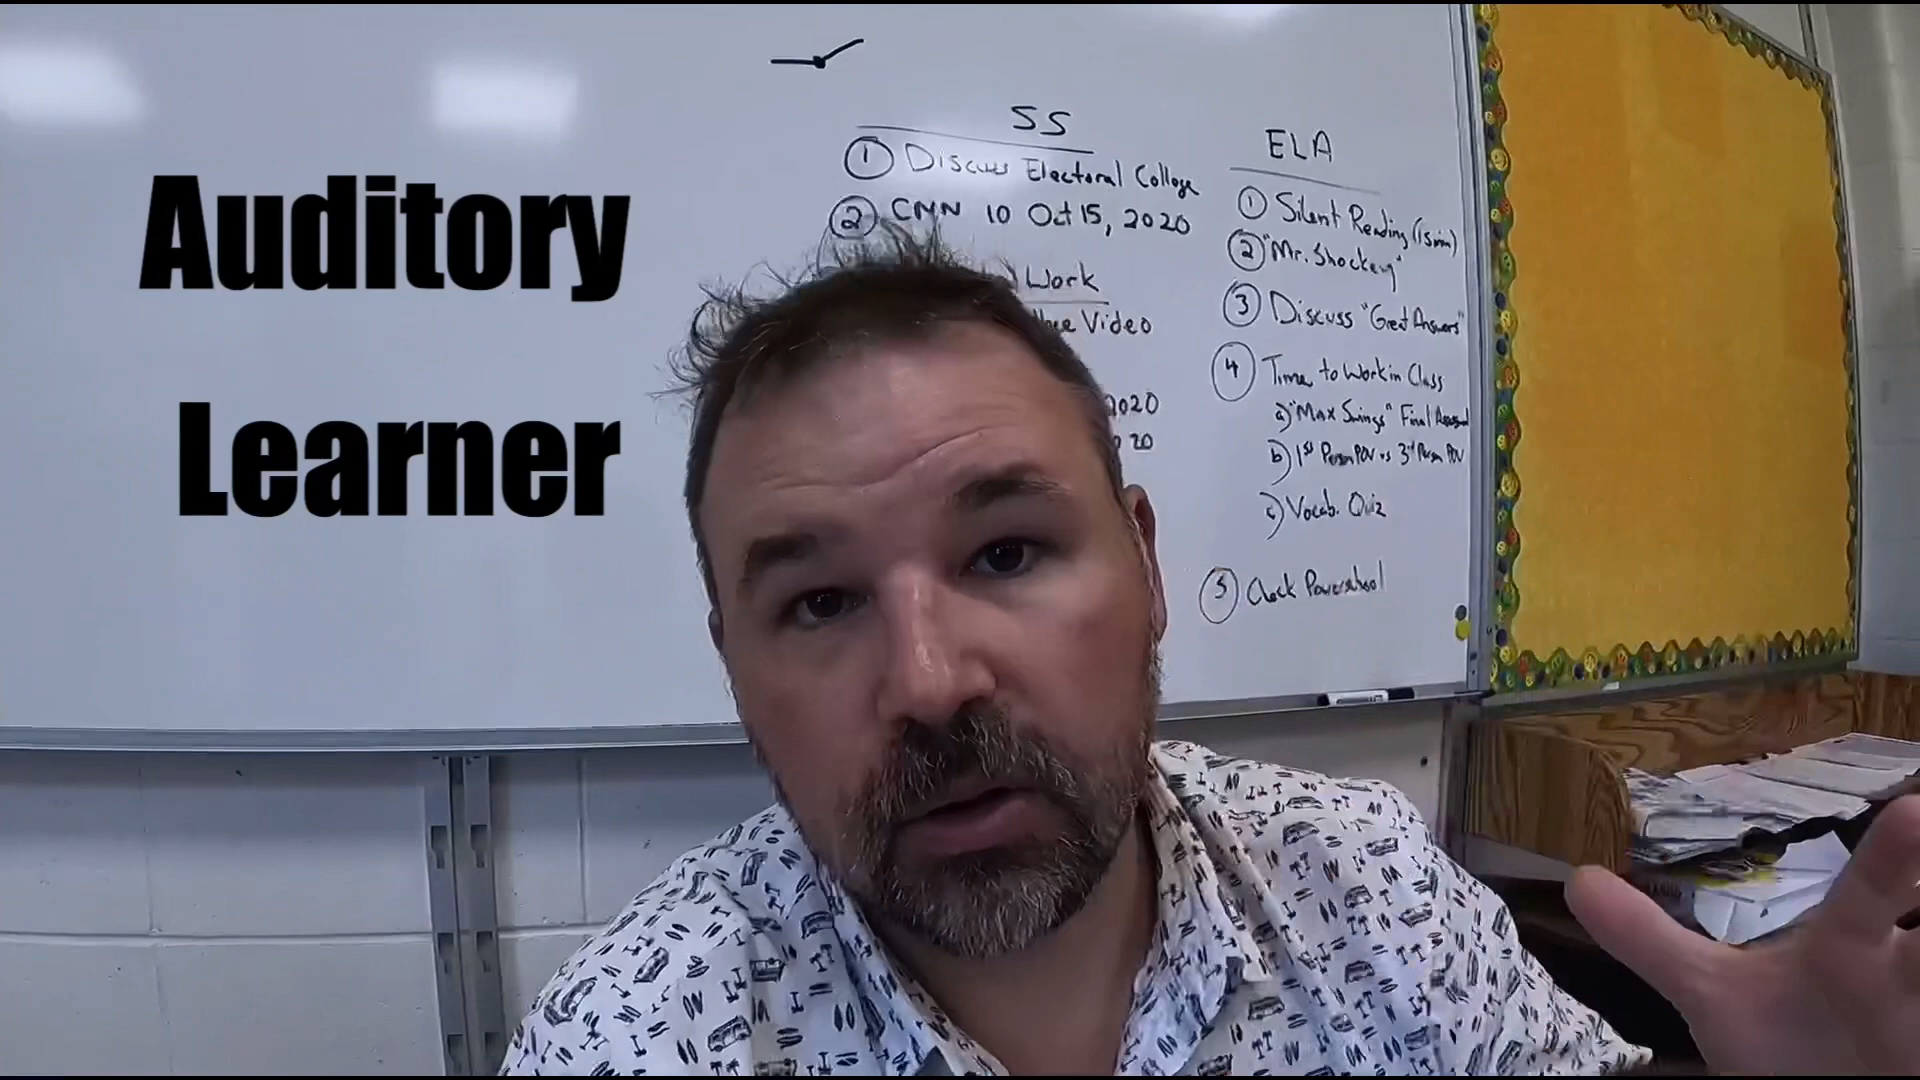 Auditory
Learner
SS
① Discuss Electoral College
② CNN 10 Oct 15, 2020
Work
Video
2020
20
ELA
① Silent Reading (15min)
② "Mr. Shockey"
③ Discuss "Great Answers"
④ Time to Work in Class
a) "Max Swings" Final
b) 1st Person POV vs 3rd Person POV
c) Vocab. Quiz
⑤ Check Powerschool